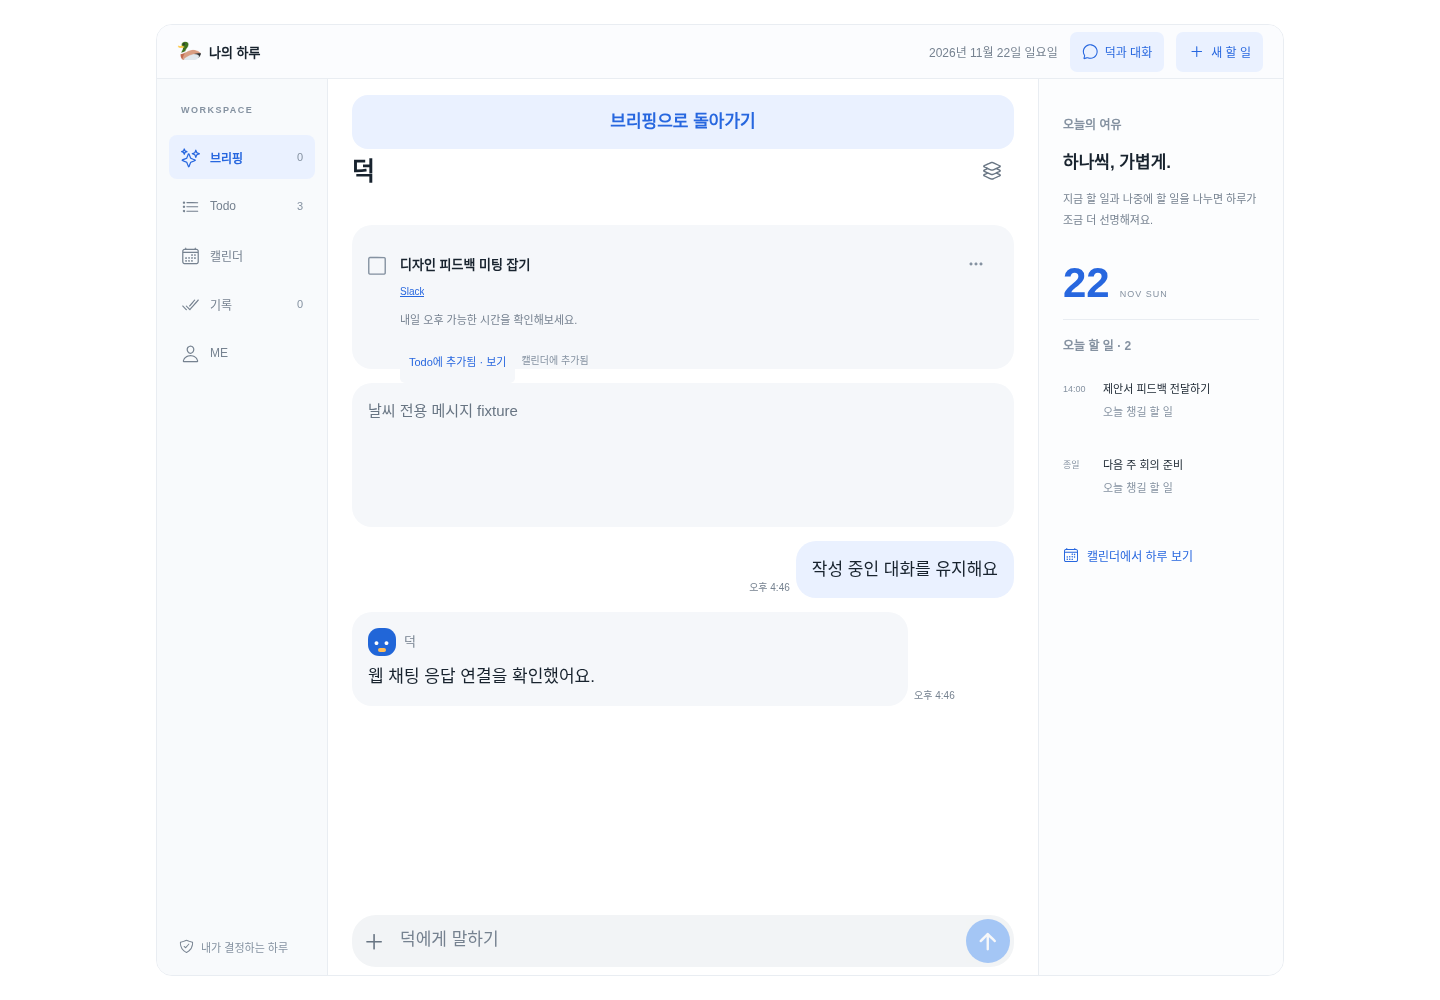 나의 하루
2026년 11월 22일 일요일
덕과 대화
새 할 일
WORKSPACE
브리핑 0
Todo 3
캘린더
기록 0
ME
내가 결정하는 하루
브리핑으로 돌아가기
덕
디자인 피드백 미팅 잡기
Slack
내일 오후 가능한 시간을 확인해보세요.
Todo에 추가됨 · 보기 캘린더에 추가됨
날씨 전용 메시지 fixture
작성 중인 대화를 유지해요
오후 4:46
덕
웹 채팅 응답 연결을 확인했어요.
오후 4:46
덕에게 말하기
오늘의 여유
하나씩, 가볍게.
지금 할 일과 나중에 할 일을 나누면 하루가
조금 더 선명해져요.
22 NOV SUN
오늘 할 일 · 2
14:00 제안서 피드백 전달하기
오늘 챙길 할 일
종일 다음 주 회의 준비
오늘 챙길 할 일
캘린더에서 하루 보기